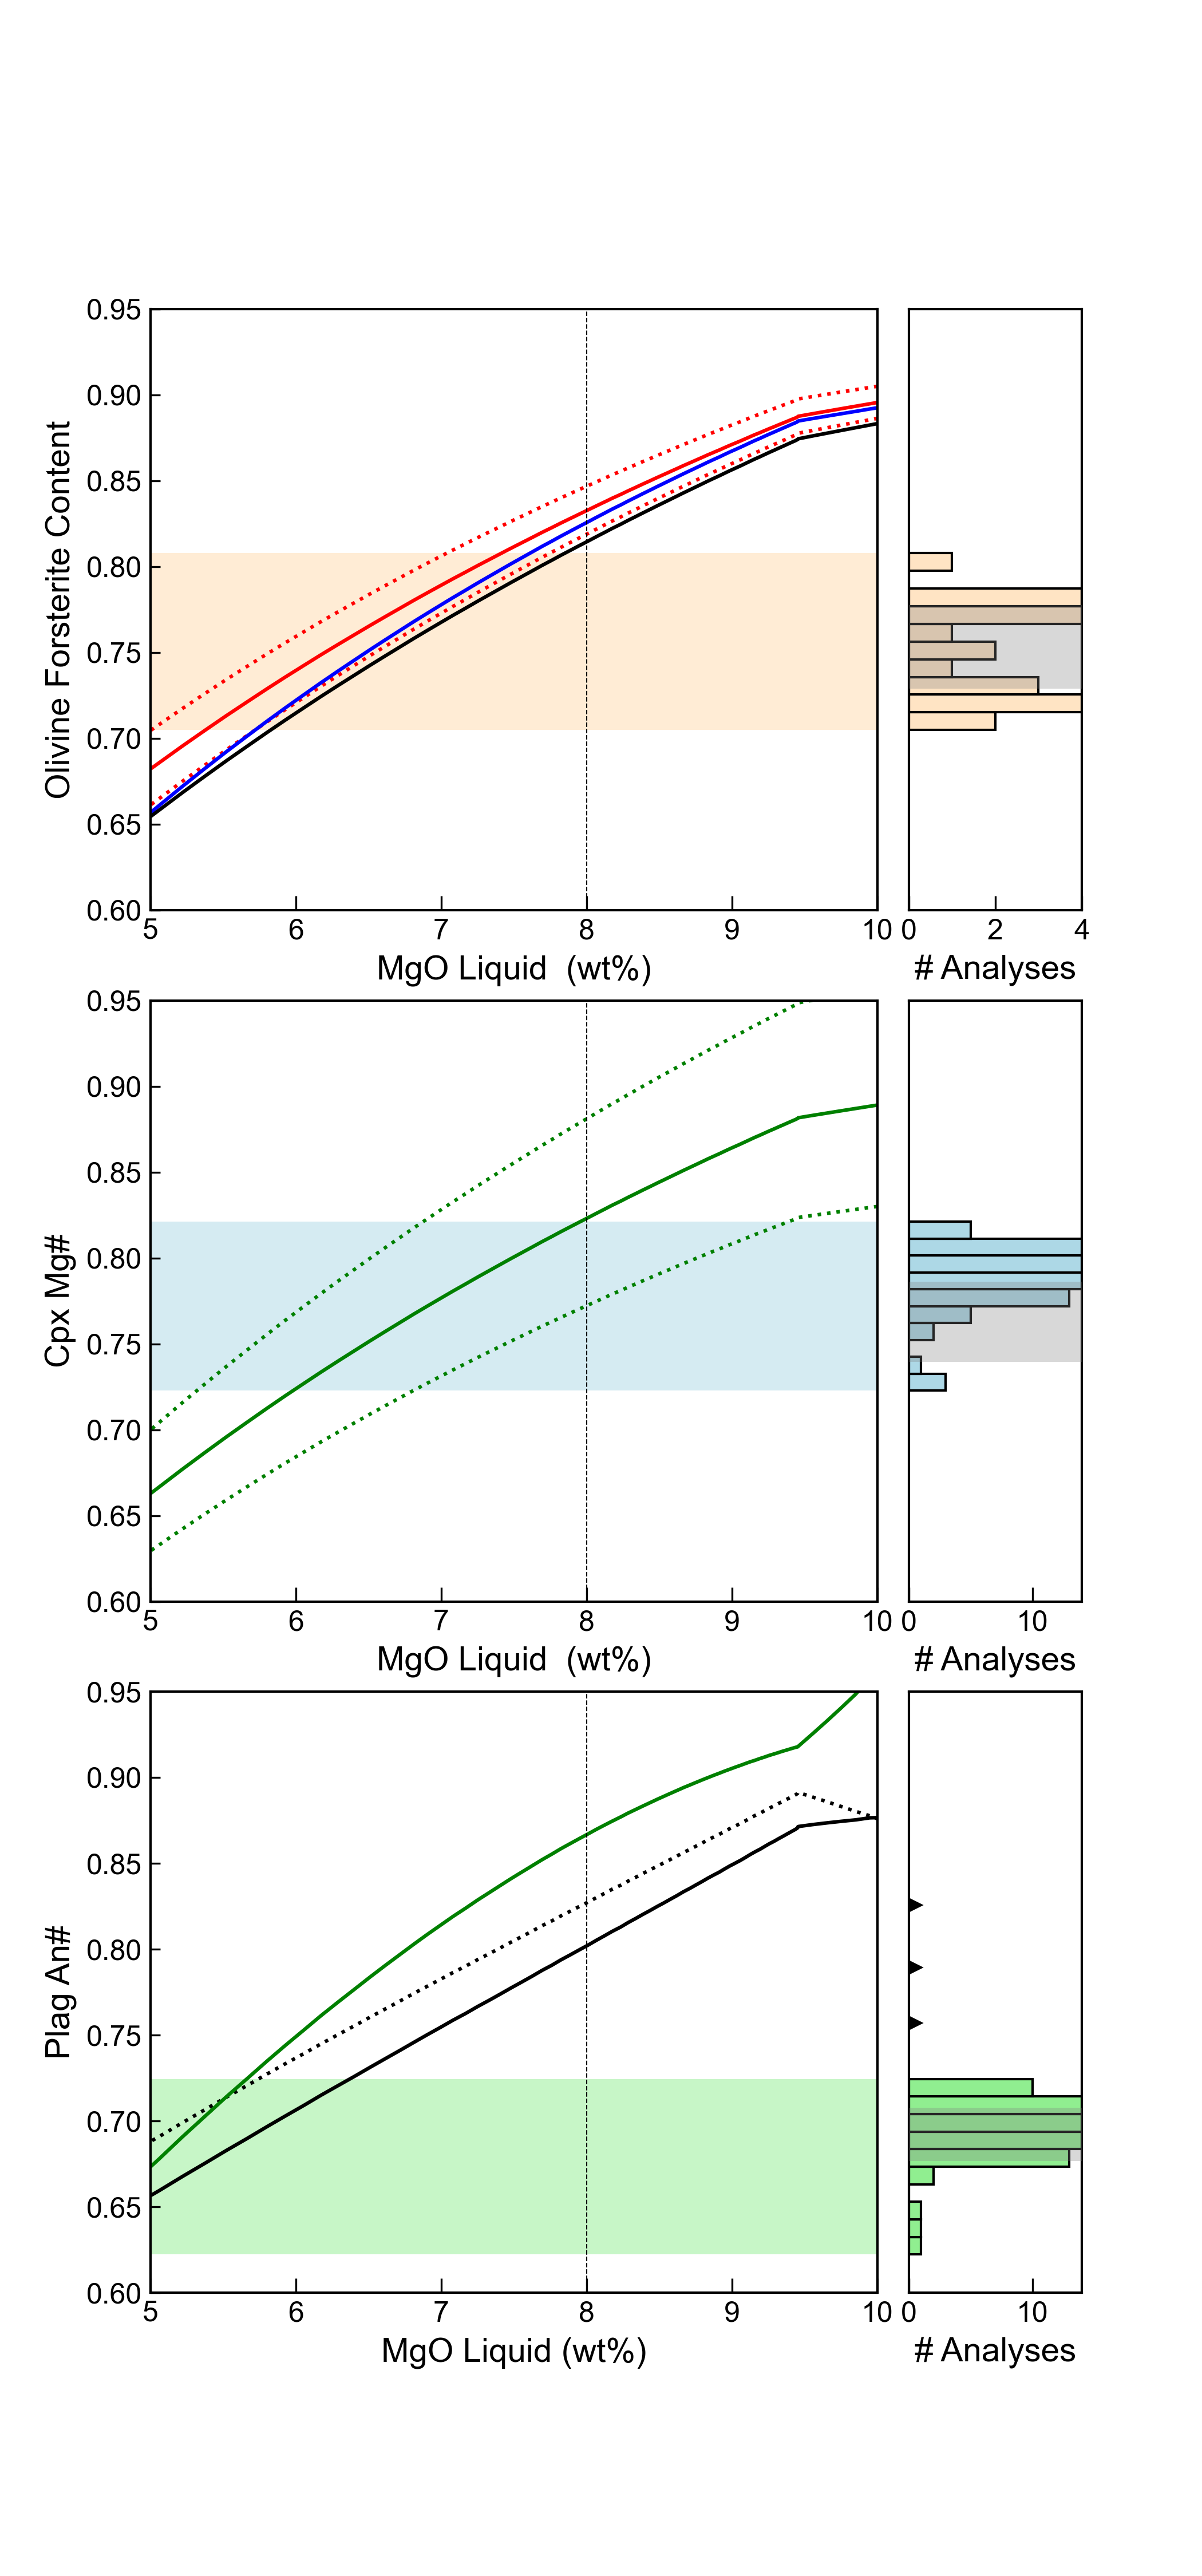 0.95
0.90
0.85
0.80
0.75
0.70
0.65
0.60
Olivine Forsterite Content
5 6 7 8 9 10 0 2 4
MgO Liquid (wt%) # Analyses
0.95
0.90
0.85
0.80
0.75
0.70
0.65
0.60
Cpx Mg#
5 6 7 8 9 10 0 10
MgO Liquid (wt%) # Analyses
0.95
0.90
0.85
0.80
0.75
0.70
0.65
0.60
Plag An#
5 6 7 8 9 10 0 10
MgO Liquid (wt%) # Analyses